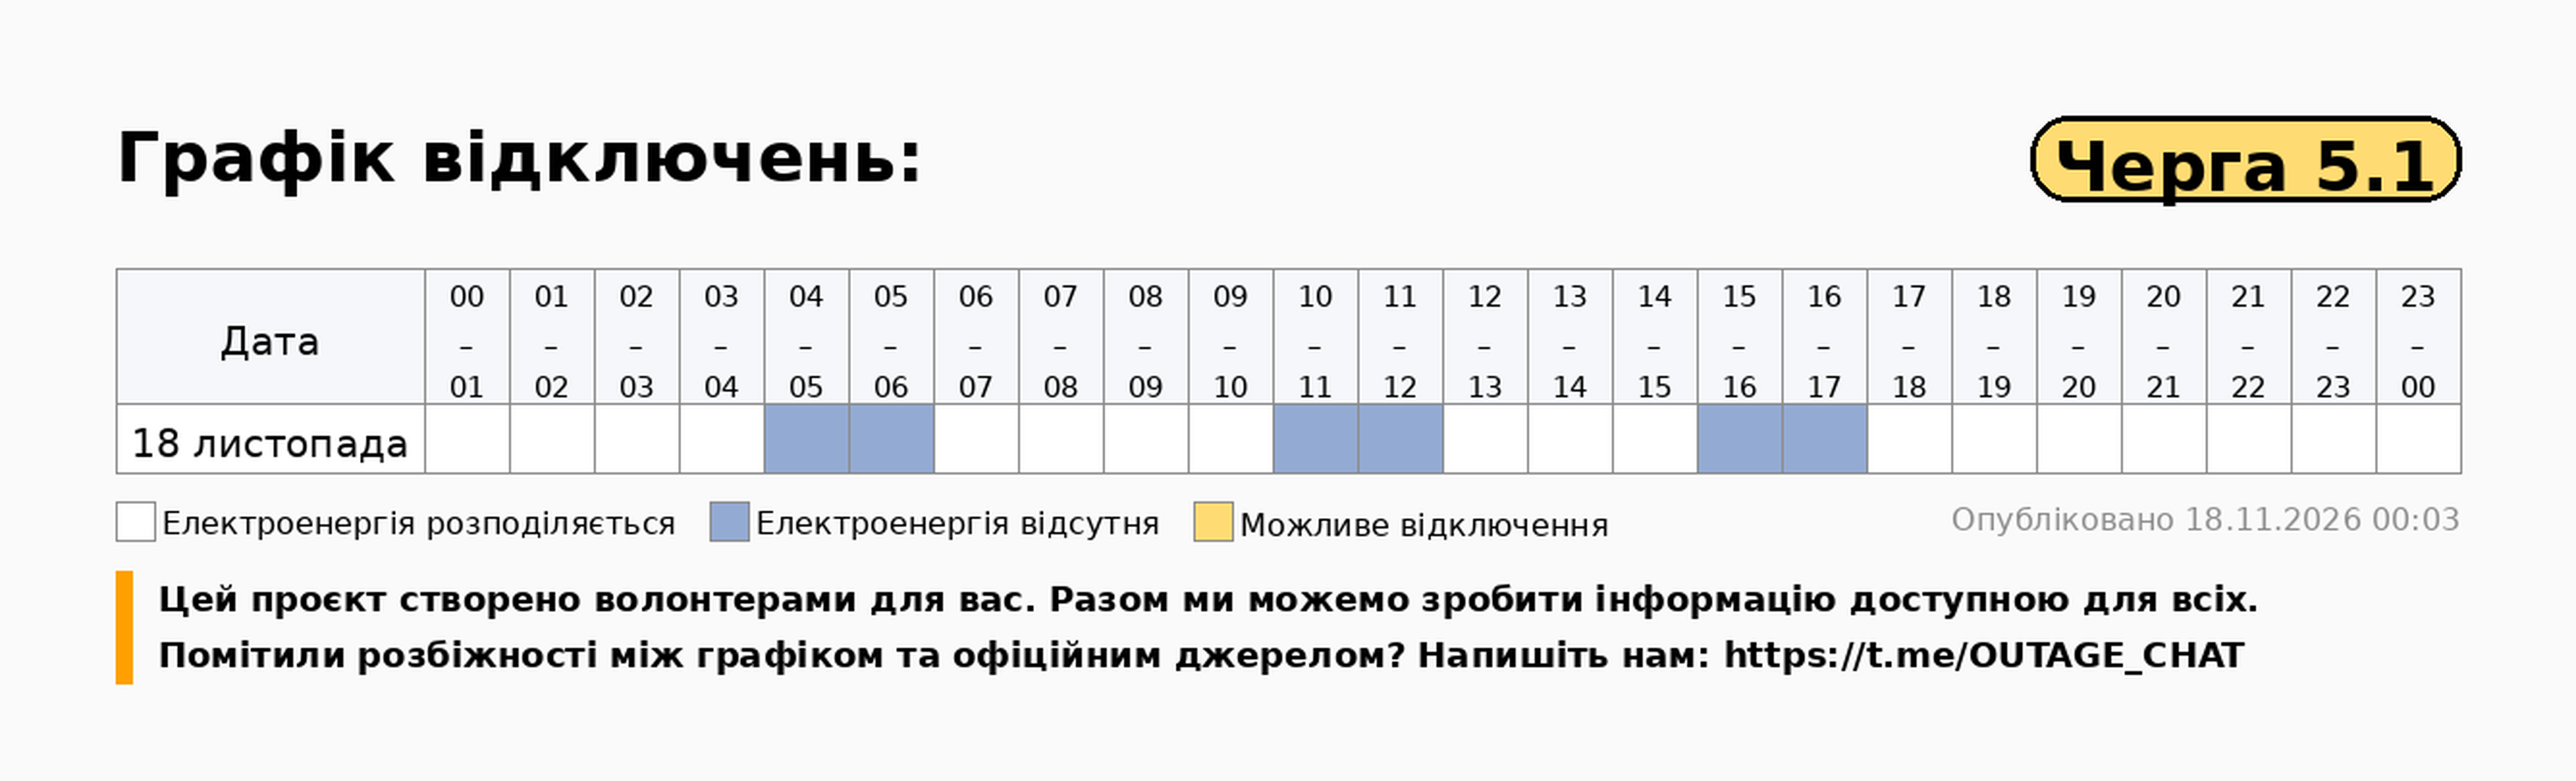 Графік відключень:
Черга 5.1
Дата
00 – 01
01 – 02
02 – 03
03 – 04
04 – 05
05 – 06
06 – 07
07 – 08
08 – 09
09 – 10
10 – 11
11 – 12
12 – 13
13 – 14
14 – 15
15 – 16
16 – 17
17 – 18
18 – 19
19 – 20
20 – 21
21 – 22
22 – 23
23 – 00
18 листопада
Електроенергія розподіляється
Електроенергія відсутня
Можливе відключення
Опубліковано 18.11.2026 00:03
Цей проєкт створено волонтерами для вас. Разом ми можемо зробити інформацію доступною для всіх.
Помітили розбіжності між графіком та офіційним джерелом? Напишіть нам: https://t.me/OUTAGE_CHAT